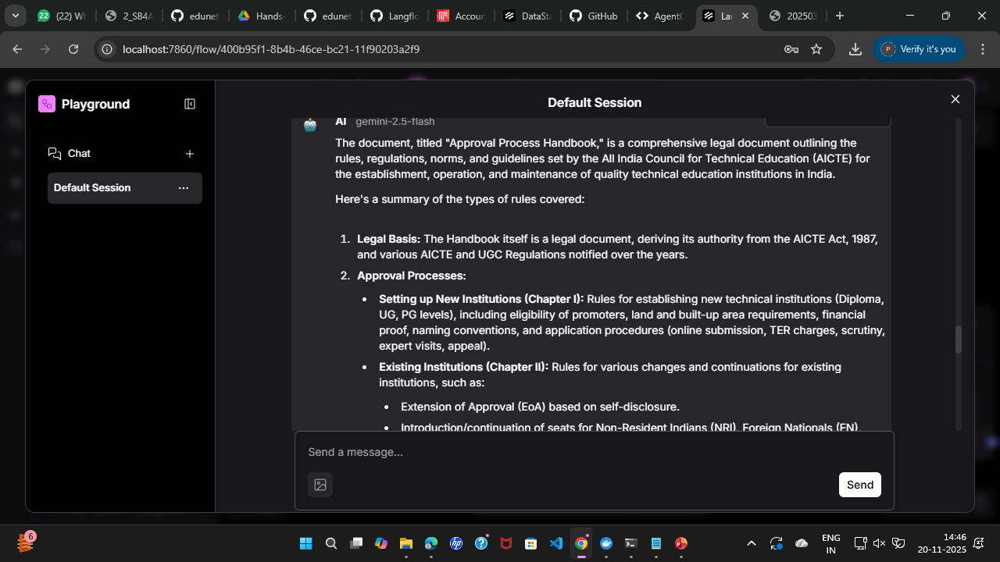 22
(22) Wh
2_SB4A
edunet
Hands-
edunet
Langflo
Accour
DataSta
GitHub
AgentC
Lan
202503
localhost:7860/flow/400b95f1-8b4b-46ce-bc21-11f90203a2f9
P
Verify it's you
Playground
Default Session
Chat
Default Session
AI gemini-2.5-flash
The document, titled "Approval Process Handbook," is a comprehensive legal document outlining the
rules, regulations, norms, and guidelines set by the All India Council for Technical Education (AICTE) for
the establishment, operation, and maintenance of quality technical education institutions in India.
Here's a summary of the types of rules covered:
1. Legal Basis: The Handbook itself is a legal document, deriving its authority from the AICTE Act, 1987,
and various AICTE and UGC Regulations notified over the years.
2. Approval Processes:
• Setting up New Institutions (Chapter I): Rules for establishing new technical institutions (Diploma,
UG, PG levels), including eligibility of promoters, land and built-up area requirements, financial
proof, naming conventions, and application procedures (online submission, TER charges, scrutiny,
expert visits, appeal).
• Existing Institutions (Chapter II): Rules for various changes and continuations for existing
institutions, such as:
• Extension of Approval (EoA) based on self-disclosure.
• Introduction/continuation of seats for Non-Resident Indians (NRI), Foreign Nationals (FN),
Send a message...
Send
6
ENG
IN
14:46
20-11-2025